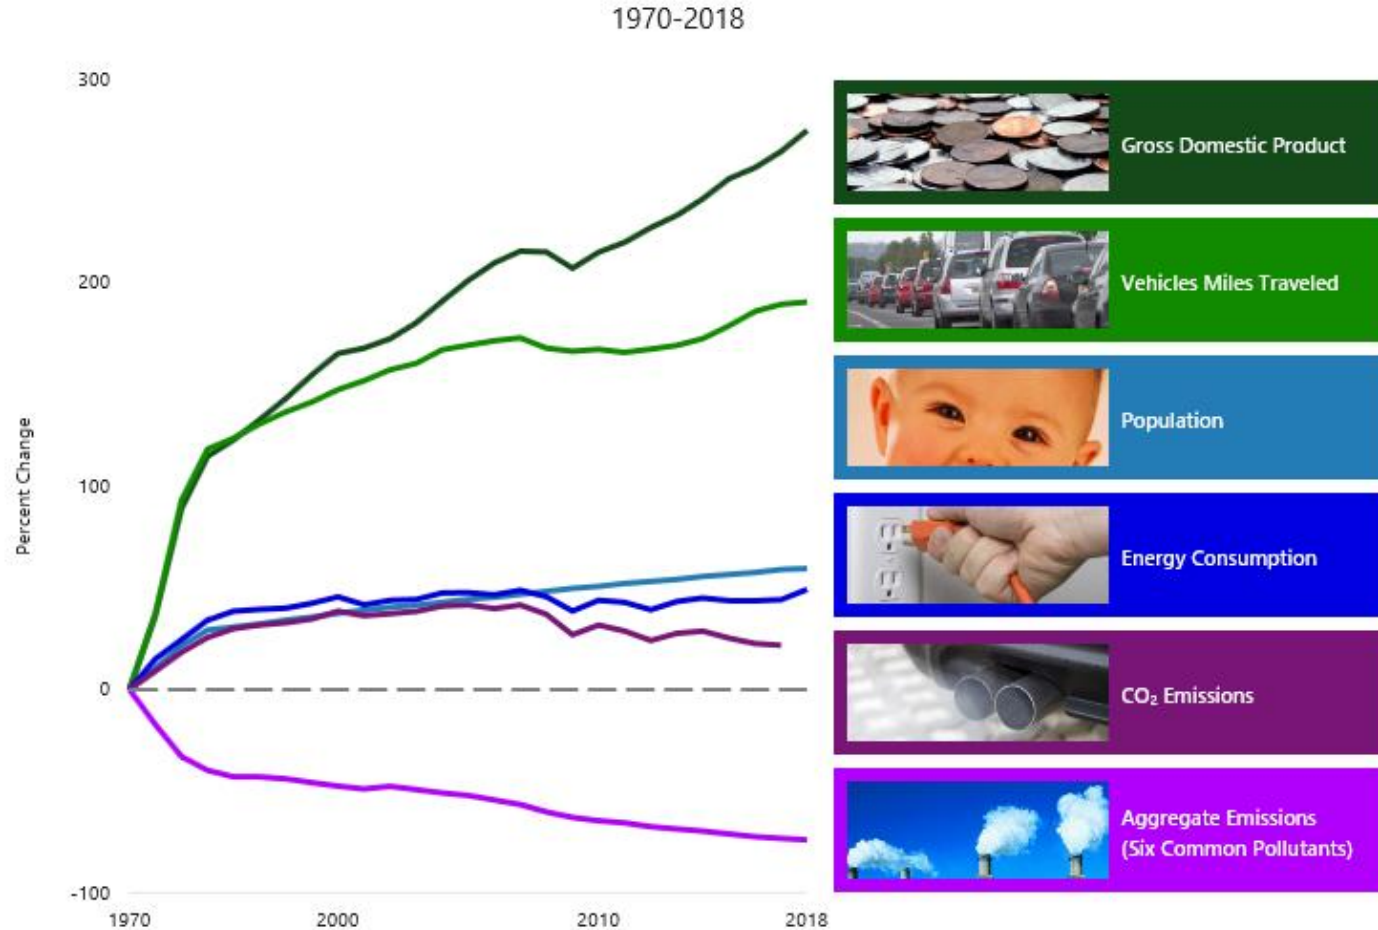 1970-2018
300
200
100
0
-100
Percent Change
1970
2000
2010
2018
Gross Domestic Product
Vehicles Miles Traveled
Population
Energy Consumption
CO₂ Emissions
Aggregate Emissions
(Six Common Pollutants)